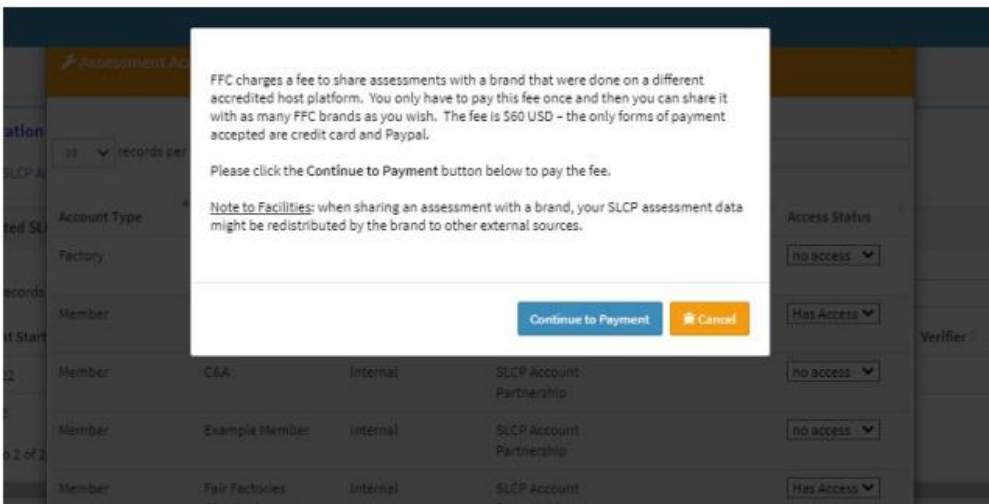 Assessment
FFC charges a fee to share assessments with a brand that were done on a different
accredited host platform. You only have to pay this fee once and then you can share it
with as many FFC brands as you wish. The fee is $60 USD – the only forms of payment
accepted are credit card and Paypal.
Please click the Continue to Payment button below to pay the fee.
Note to Facilities: when sharing an assessment with a brand, your SLCP assessment data
might be redistributed by the brand to other external sources.
Continue to Payment Cancel
records per
Account Type Access Status
Factory no access
Member Has Access
Verifier
Member C&A Internal SLCP Account
Partnership no access
Member Example Member Internal SLCP Account
Partnership no access
Member Fair Factories Internal SLCP Account Has Access